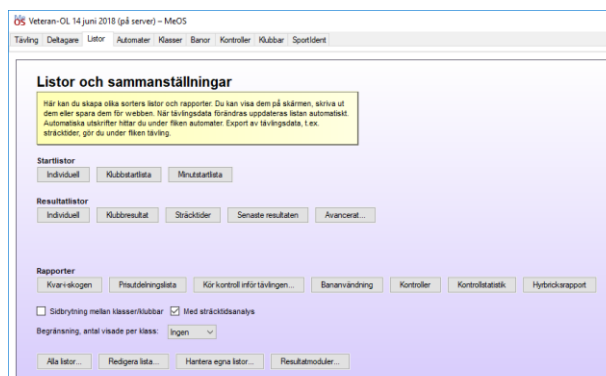 MeOS Veteran-OL 14 juni 2018 (på server) – MeOS
Tävling Deltagare Listor Automater Klasser Banor Kontroller Klubbar SportIdent
Listor och sammanställningar
Här kan du skapa olika sorters listor och rapporter. Du kan visa dem på skärmen, skriva ut
dem eller spara dem för webben. När tävlingsdata förändras uppdateras listan automatiskt.
Automatiska utskrifter hittar du under fliken automater. Export av tävlingsdata, t.ex.
sträcktider, gör du under fliken tävling.
Startlistor
Individuell Klubbstartlista Minutstartlista
Resultatlistor
Individuell Klubbresultat Sträcktider Senaste resultaten Avancerat...
Rapporter
Kvar-i-skogen Prisutdelningslista Kör kontroll inför tävlingen... Bananvändning Kontroller Kontrollstatistik Hyrbricksrapport
Sidbrytning mellan klasser/klubbar Med sträcktidsanalys
Begränsning, antal visade per klass: Ingen
Alla listor... Redigera lista... Hantera egna listor... Resultatmoduler...